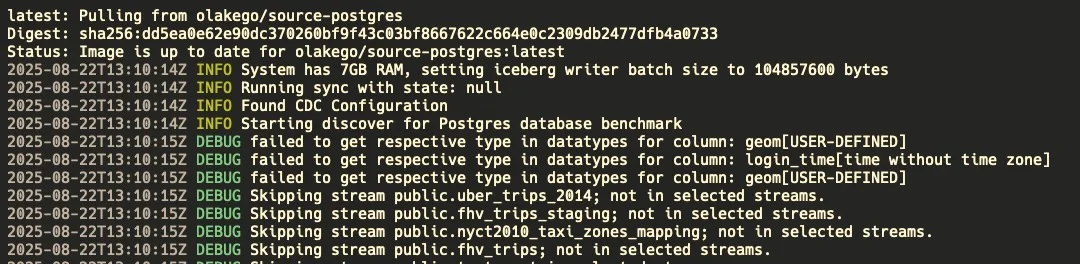 latest: Pulling from olakego/source-postgres
Digest: sha256:dd5ea0e62e90dc370260bf9f43c03bf8667622c664e0c2309db2477dfb4a0733
Status: Image is up to date for olakego/source-postgres:latest
2025-08-22T13:10:14Z INFO System has 7GB RAM, setting iceberg writer batch size to 104857600 bytes
2025-08-22T13:10:14Z INFO Running sync with state: null
2025-08-22T13:10:14Z INFO Found CDC Configuration
2025-08-22T13:10:14Z INFO Starting discover for Postgres database benchmark
2025-08-22T13:10:15Z DEBUG failed to get respective type in datatypes for column: geom[USER-DEFINED]
2025-08-22T13:10:15Z DEBUG failed to get respective type in datatypes for column: login_time[time without time zone]
2025-08-22T13:10:15Z DEBUG failed to get respective type in datatypes for column: geom[USER-DEFINED]
2025-08-22T13:10:15Z DEBUG Skipping stream public.uber_trips_2014; not in selected streams.
2025-08-22T13:10:15Z DEBUG Skipping stream public.fhv_trips_staging; not in selected streams.
2025-08-22T13:10:15Z DEBUG Skipping stream public.nyct2010_taxi_zones_mapping; not in selected streams.
2025-08-22T13:10:15Z DEBUG Skipping stream public.fhv_trips; not in selected streams.